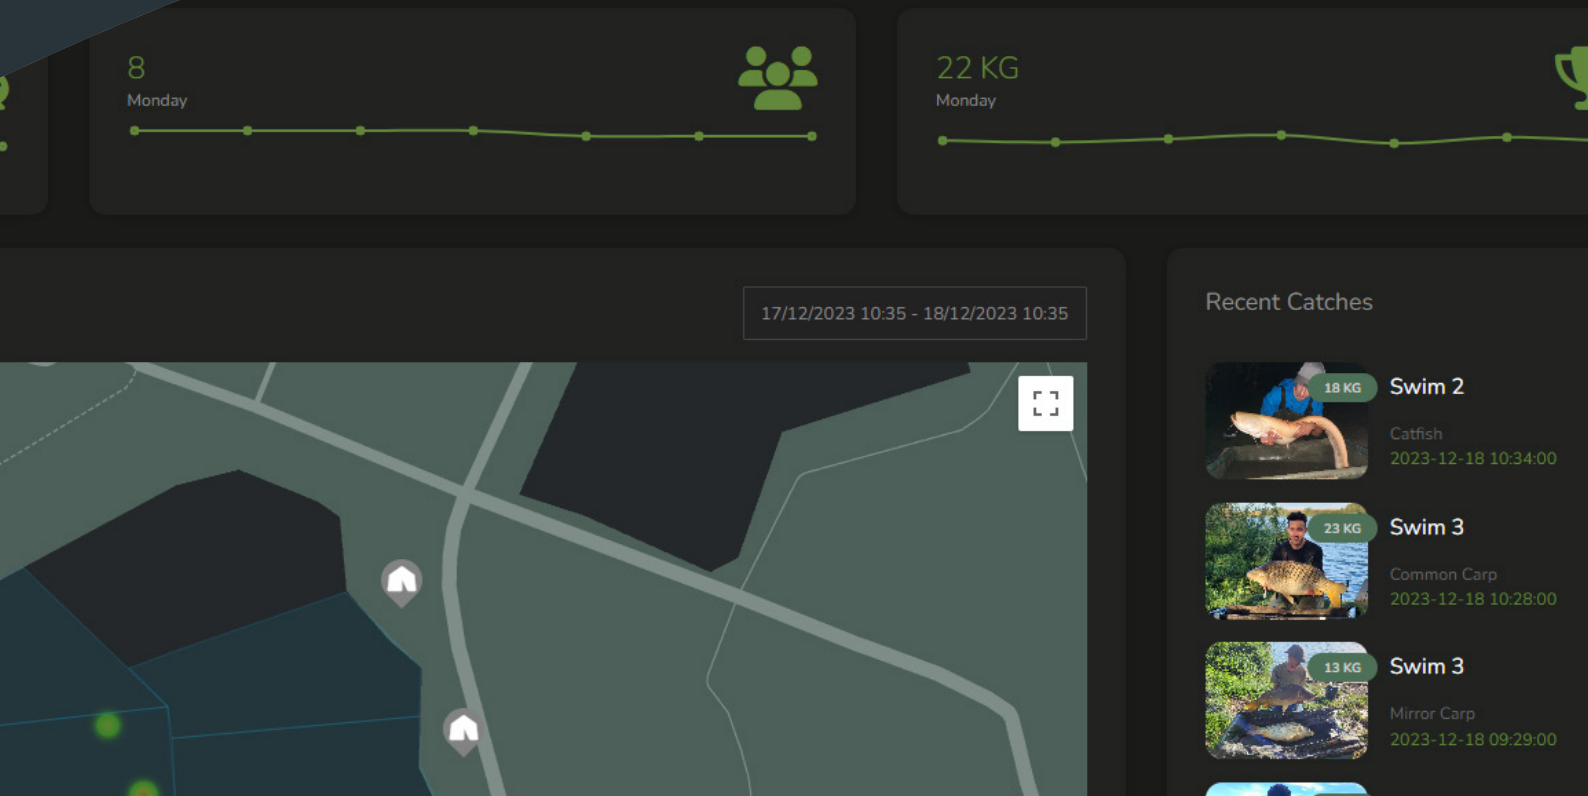 8
Monday
22 KG
Monday
17/12/2023 10:35 - 18/12/2023 10:35
Recent Catches
18 KG
Swim 2
Catfish
2023-12-18 10:34:00
23 KG
Swim 3
Common Carp
2023-12-18 10:28:00
13 KG
Swim 3
Mirror Carp
2023-12-18 09:29:00